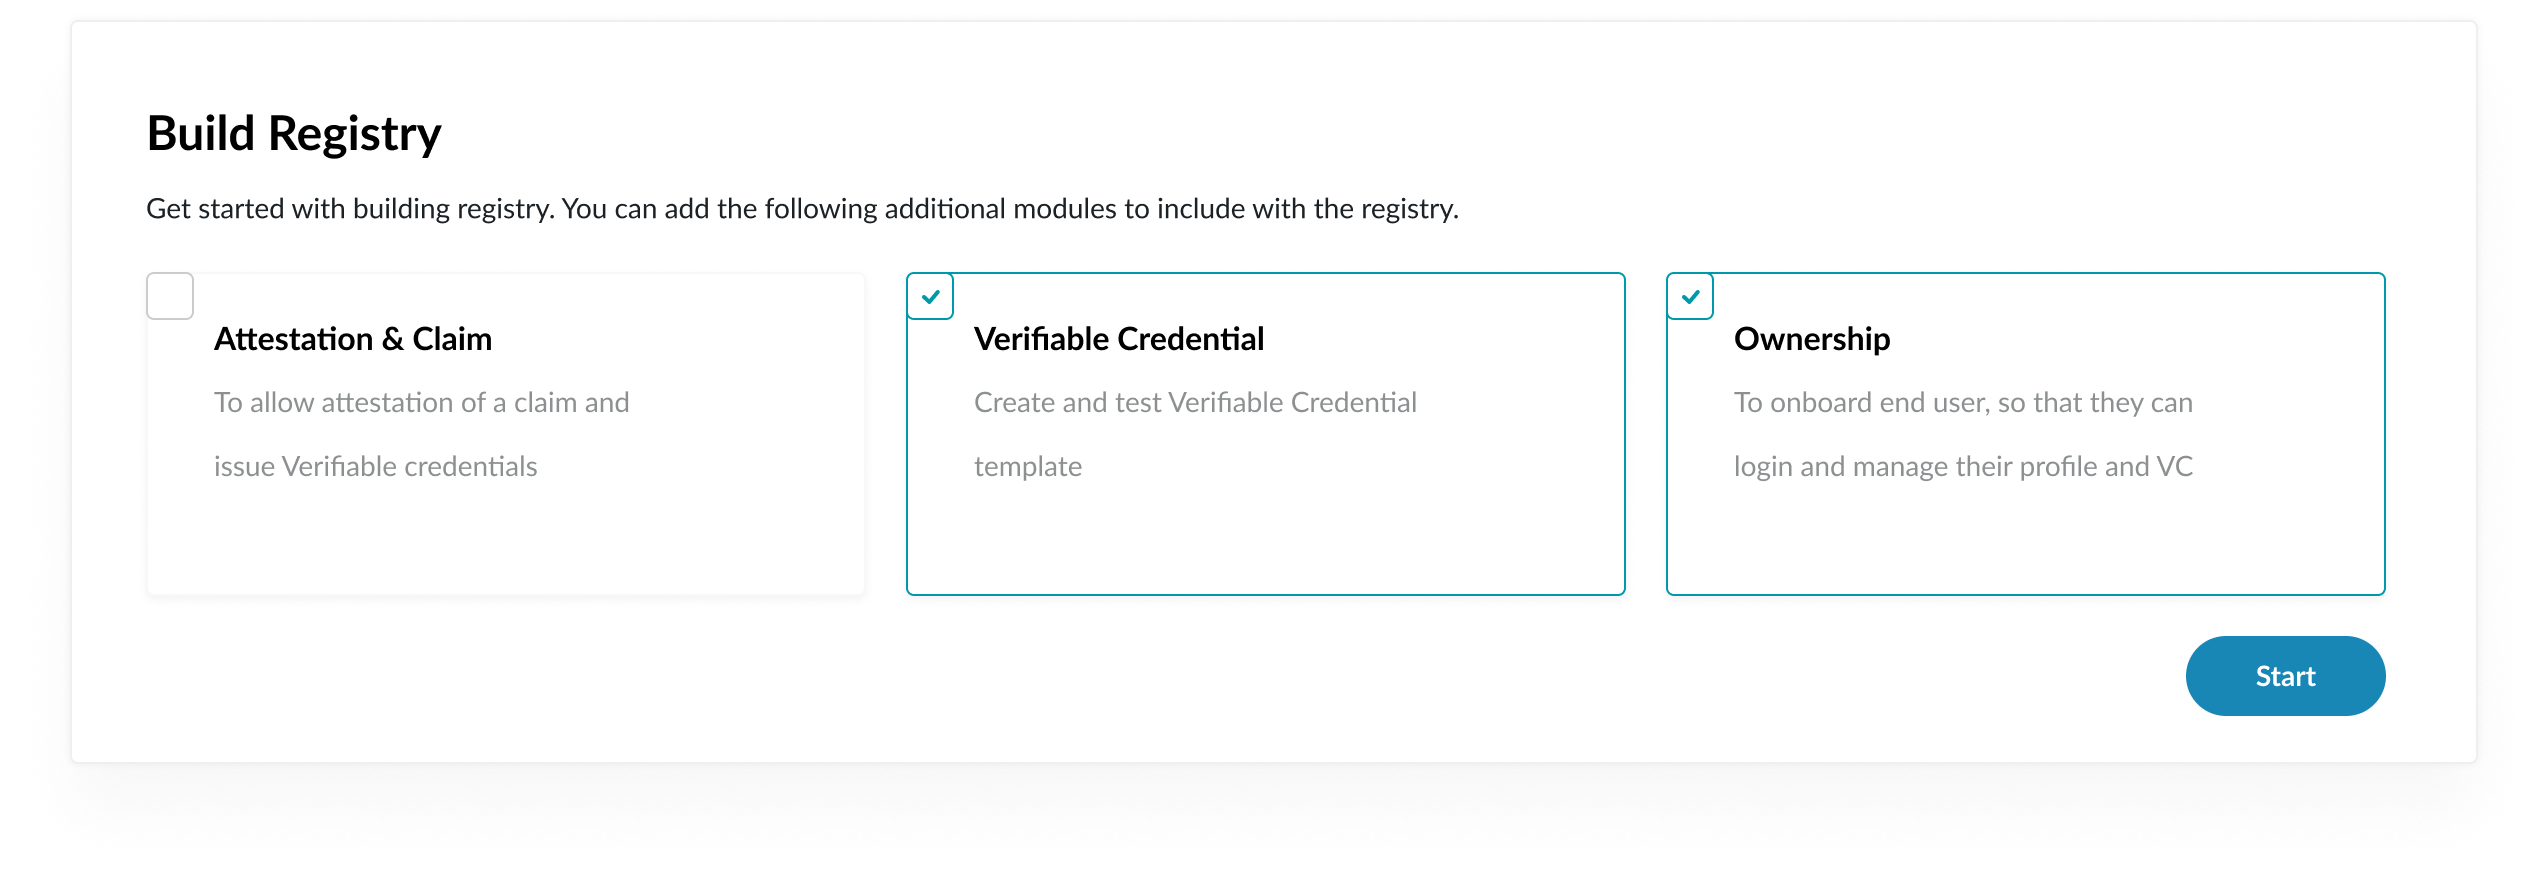 Build Registry
Get started with building registry. You can add the following additional modules to include with the registry.
Attestation & Claim
To allow attestation of a claim and
issue Verifiable credentials
Verifiable Credential
Create and test Verifiable Credential
template
Ownership
To onboard end user, so that they can
login and manage their profile and VC
Start